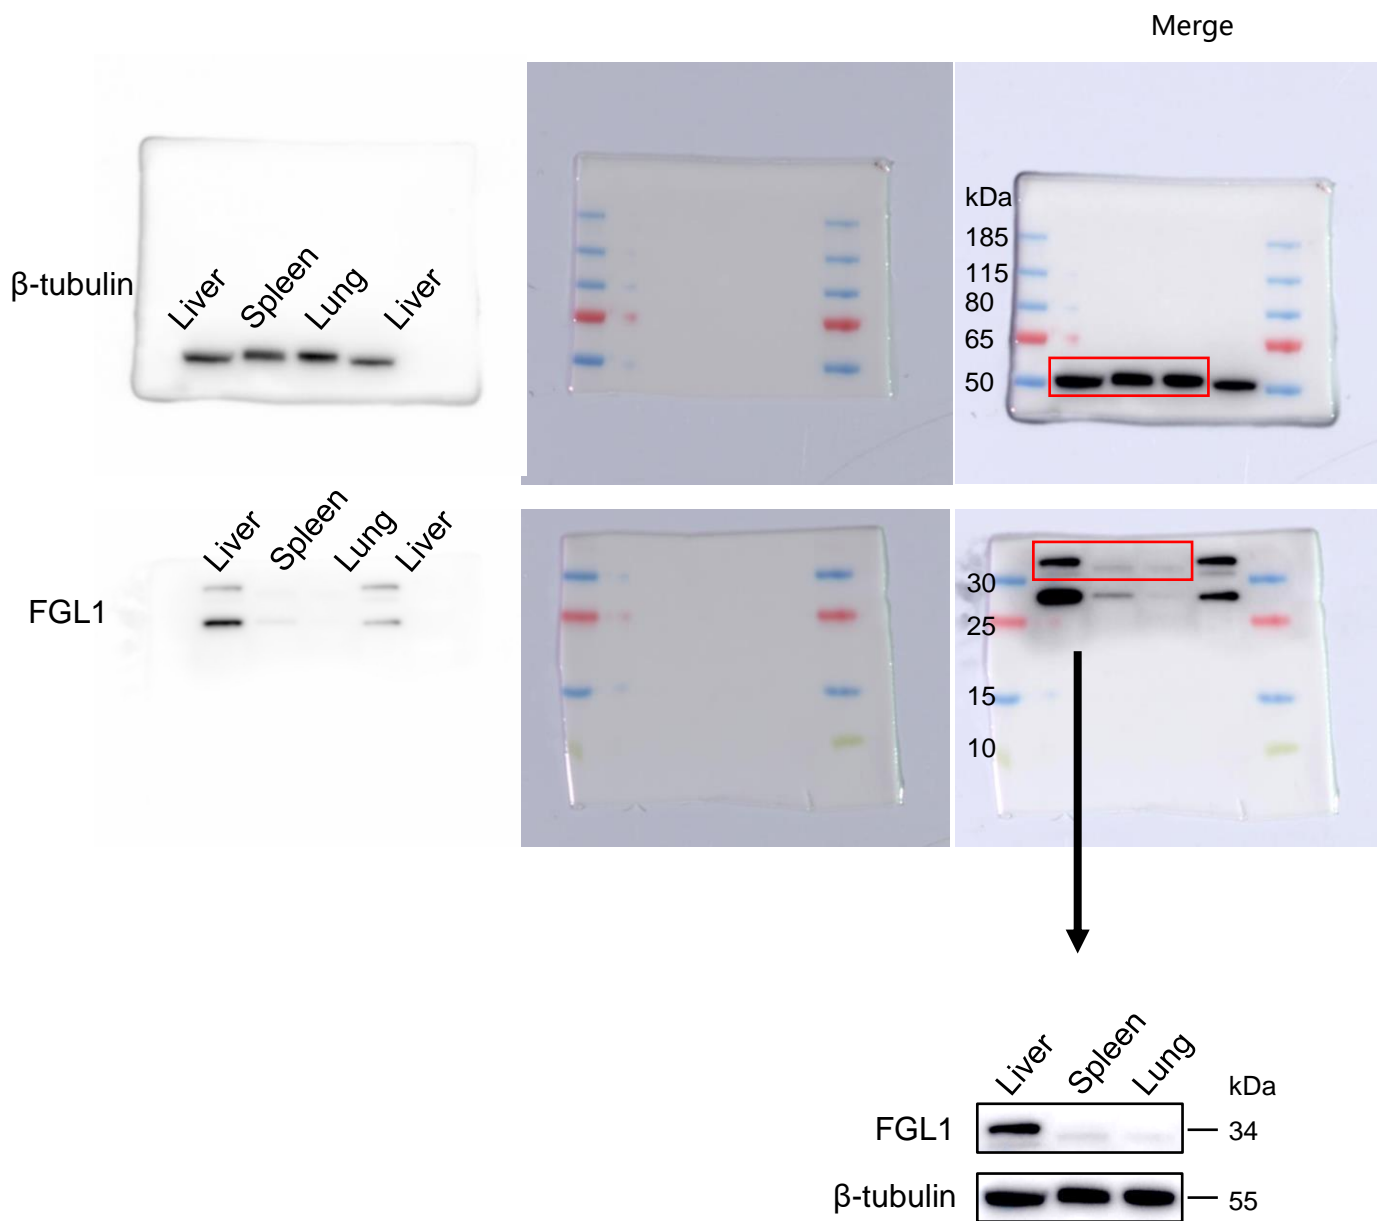 Merge
β-tubulin
Liver
Spleen
Lung
Liver
kDa
185
115
80
65
50
FGL1
Liver
Spleen
Lung
Liver
30
25
15
10
Liver
Spleen
Lung
kDa
FGL1
34
β-tubulin
55